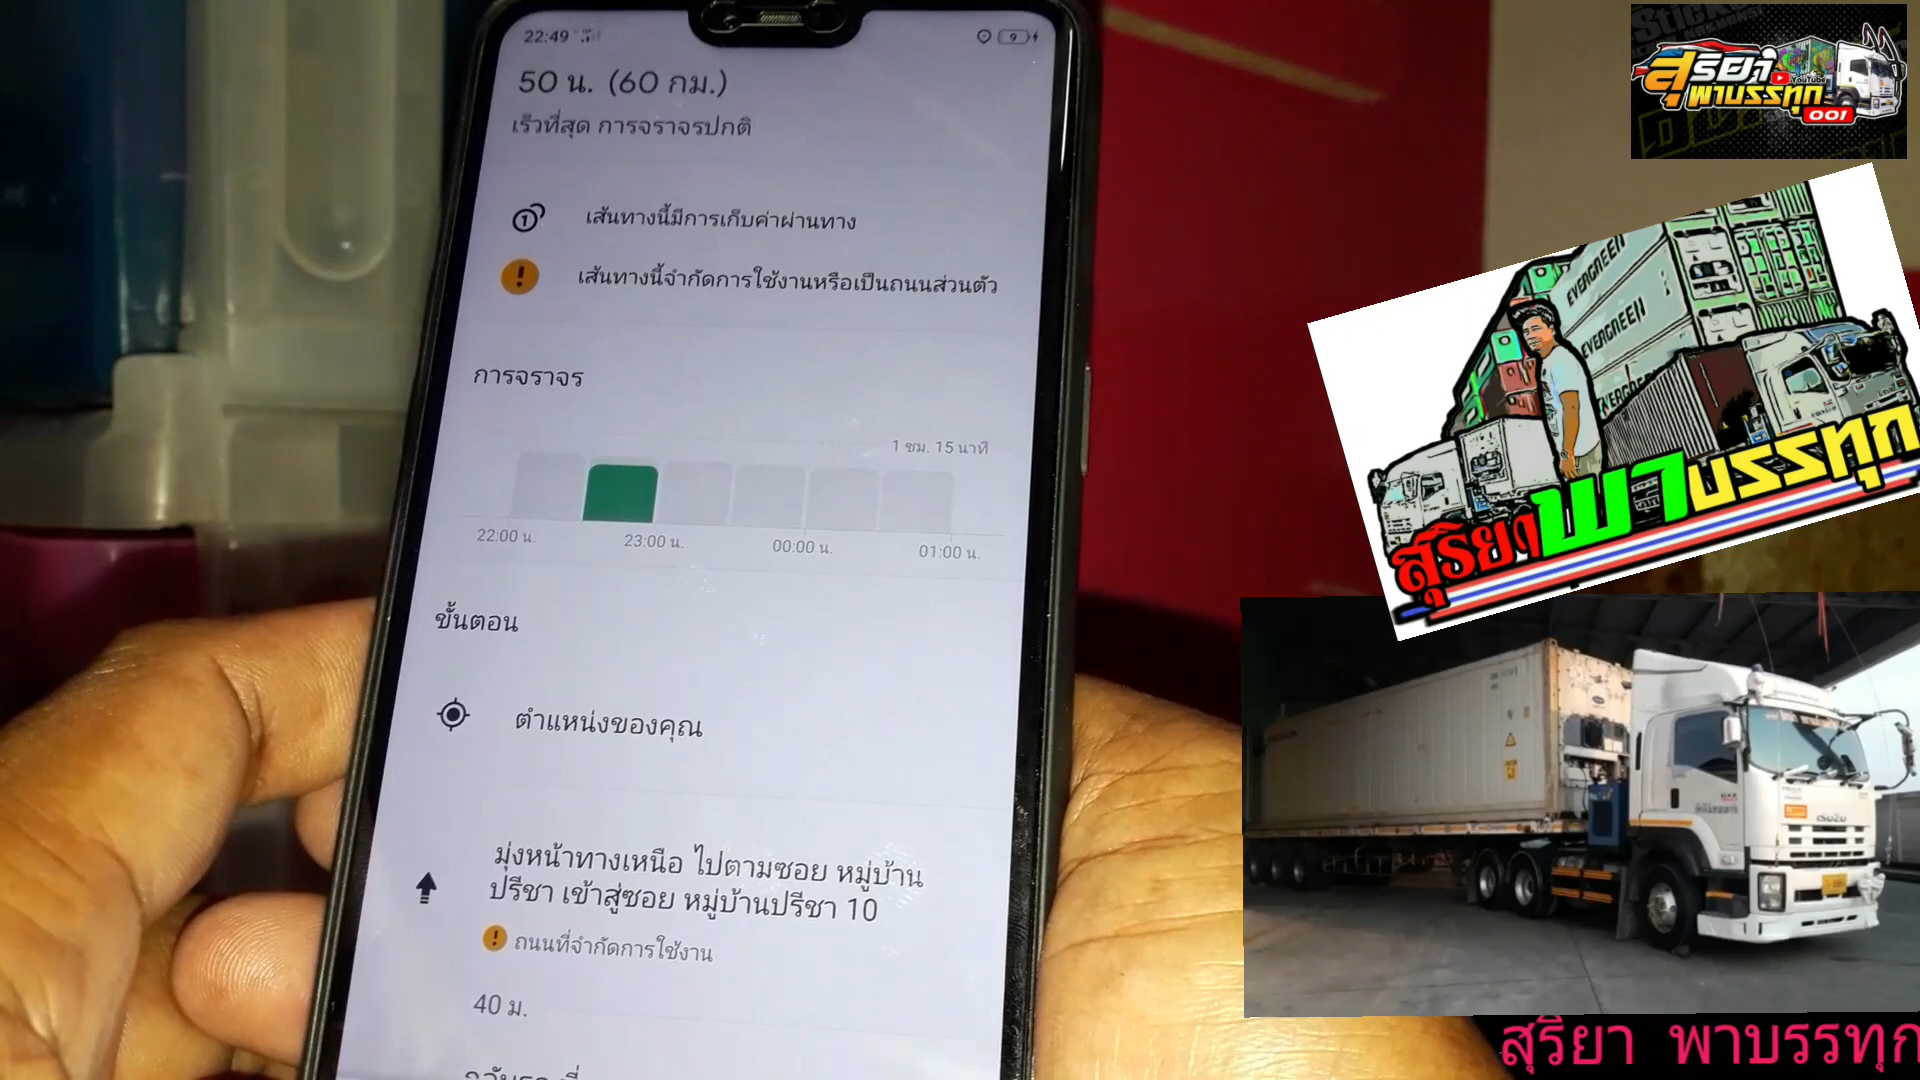 22:49
9
50 น. (60 กม.)
เร็วที่สุด การจราจรปกติ
เส้นทางนี้มีการเก็บค่าผ่านทาง
เส้นทางนี้จำกัดการใช้งานหรือเป็นถนนส่วนตัว
การจราจร
1 ชม. 15 นาที
22:00 น.
23:00 น.
00:00 น.
01:00 น.
ขั้นตอน
ตำแหน่งของคุณ
มุ่งหน้าทางเหนือ ไปตามซอย หมู่บ้าน
ปรีชา เข้าสู่ซอย หมู่บ้านปรีชา 10
ถนนที่จำกัดการใช้งาน
40 ม.
สุริยา
YouTube
พาบรรทุก
001
EVERGREEN
EVERGREEN
EVERGREEN
สุริยาพาบรรทุก
ISUZU
สุริยา พาบรรทุก